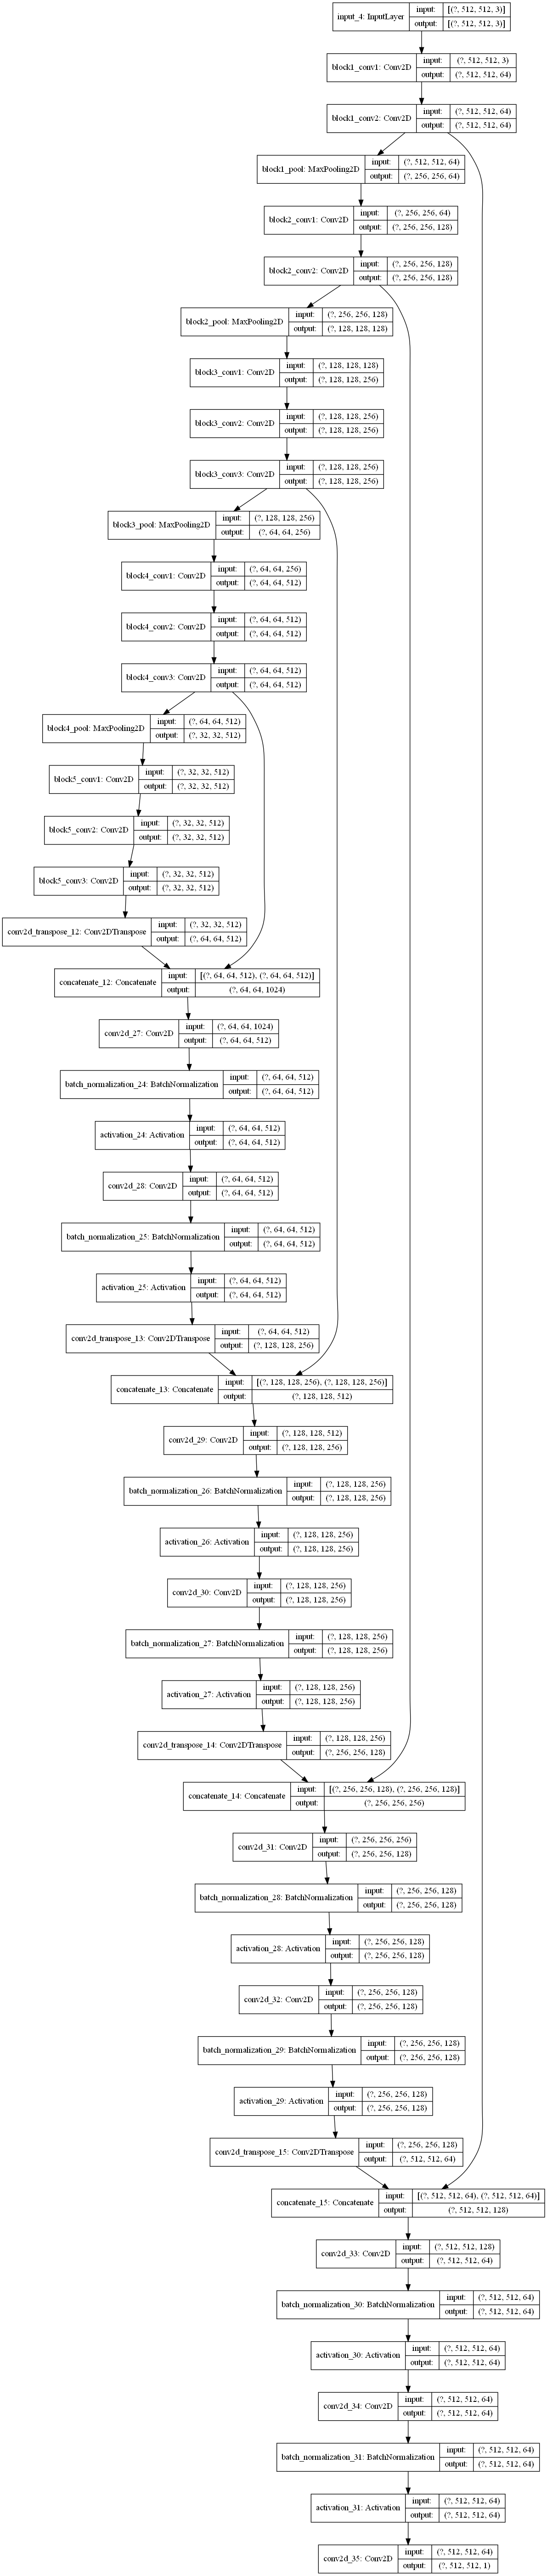 input_4: InputLayer
input:
[(?, 512, 512, 3)]
output:
[(?, 512, 512, 3)]
block1_conv1: Conv2D
input:
(?, 512, 512, 3)
output:
(?, 512, 512, 64)
block1_conv2: Conv2D
input:
(?, 512, 512, 64)
output:
(?, 512, 512, 64)
block1_pool: MaxPooling2D
input:
(?, 512, 512, 64)
output:
(?, 256, 256, 64)
block2_conv1: Conv2D
input:
(?, 256, 256, 64)
output:
(?, 256, 256, 128)
block2_conv2: Conv2D
input:
(?, 256, 256, 128)
output:
(?, 256, 256, 128)
block2_pool: MaxPooling2D
input:
(?, 256, 256, 128)
output:
(?, 128, 128, 128)
block3_conv1: Conv2D
input:
(?, 128, 128, 128)
output:
(?, 128, 128, 256)
block3_conv2: Conv2D
input:
(?, 128, 128, 256)
output:
(?, 128, 128, 256)
block3_conv3: Conv2D
input:
(?, 128, 128, 256)
output:
(?, 128, 128, 256)
block3_pool: MaxPooling2D
input:
(?, 128, 128, 256)
output:
(?, 64, 64, 256)
block4_conv1: Conv2D
input:
(?, 64, 64, 256)
output:
(?, 64, 64, 512)
block4_conv2: Conv2D
input:
(?, 64, 64, 512)
output:
(?, 64, 64, 512)
block4_conv3: Conv2D
input:
(?, 64, 64, 512)
output:
(?, 64, 64, 512)
block4_pool: MaxPooling2D
input:
(?, 64, 64, 512)
output:
(?, 32, 32, 512)
block5_conv1: Conv2D
input:
(?, 32, 32, 512)
output:
(?, 32, 32, 512)
block5_conv2: Conv2D
input:
(?, 32, 32, 512)
output:
(?, 32, 32, 512)
block5_conv3: Conv2D
input:
(?, 32, 32, 512)
output:
(?, 32, 32, 512)
conv2d_transpose_12: Conv2DTranspose
input:
(?, 32, 32, 512)
output:
(?, 64, 64, 512)
concatenate_12: Concatenate
input:
[(?, 64, 64, 512), (?, 64, 64, 512)]
output:
(?, 64, 64, 1024)
conv2d_27: Conv2D
input:
(?, 64, 64, 1024)
output:
(?, 64, 64, 512)
batch_normalization_24: BatchNormalization
input:
(?, 64, 64, 512)
output:
(?, 64, 64, 512)
activation_24: Activation
input:
(?, 64, 64, 512)
output:
(?, 64, 64, 512)
conv2d_28: Conv2D
input:
(?, 64, 64, 512)
output:
(?, 64, 64, 512)
batch_normalization_25: BatchNormalization
input:
(?, 64, 64, 512)
output:
(?, 64, 64, 512)
activation_25: Activation
input:
(?, 64, 64, 512)
output:
(?, 64, 64, 512)
conv2d_transpose_13: Conv2DTranspose
input:
(?, 64, 64, 512)
output:
(?, 128, 128, 256)
concatenate_13: Concatenate
input:
[(?, 128, 128, 256), (?, 128, 128, 256)]
output:
(?, 128, 128, 512)
conv2d_29: Conv2D
input:
(?, 128, 128, 512)
output:
(?, 128, 128, 256)
batch_normalization_26: BatchNormalization
input:
(?, 128, 128, 256)
output:
(?, 128, 128, 256)
activation_26: Activation
input:
(?, 128, 128, 256)
output:
(?, 128, 128, 256)
conv2d_30: Conv2D
input:
(?, 128, 128, 256)
output:
(?, 128, 128, 256)
batch_normalization_27: BatchNormalization
input:
(?, 128, 128, 256)
output:
(?, 128, 128, 256)
activation_27: Activation
input:
(?, 128, 128, 256)
output:
(?, 128, 128, 256)
conv2d_transpose_14: Conv2DTranspose
input:
(?, 128, 128, 256)
output:
(?, 256, 256, 128)
concatenate_14: Concatenate
input:
[(?, 256, 256, 128), (?, 256, 256, 128)]
output:
(?, 256, 256, 256)
conv2d_31: Conv2D
input:
(?, 256, 256, 256)
output:
(?, 256, 256, 128)
batch_normalization_28: BatchNormalization
input:
(?, 256, 256, 128)
output:
(?, 256, 256, 128)
activation_28: Activation
input:
(?, 256, 256, 128)
output:
(?, 256, 256, 128)
conv2d_32: Conv2D
input:
(?, 256, 256, 128)
output:
(?, 256, 256, 128)
batch_normalization_29: BatchNormalization
input:
(?, 256, 256, 128)
output:
(?, 256, 256, 128)
activation_29: Activation
input:
(?, 256, 256, 128)
output:
(?, 256, 256, 128)
conv2d_transpose_15: Conv2DTranspose
input:
(?, 256, 256, 128)
output:
(?, 512, 512, 64)
concatenate_15: Concatenate
input:
[(?, 512, 512, 64), (?, 512, 512, 64)]
output:
(?, 512, 512, 128)
conv2d_33: Conv2D
input:
(?, 512, 512, 128)
output:
(?, 512, 512, 64)
batch_normalization_30: BatchNormalization
input:
(?, 512, 512, 64)
output:
(?, 512, 512, 64)
activation_30: Activation
input:
(?, 512, 512, 64)
output:
(?, 512, 512, 64)
conv2d_34: Conv2D
input:
(?, 512, 512, 64)
output:
(?, 512, 512, 64)
batch_normalization_31: BatchNormalization
input:
(?, 512, 512, 64)
output:
(?, 512, 512, 64)
activation_31: Activation
input:
(?, 512, 512, 64)
output:
(?, 512, 512, 64)
conv2d_35: Conv2D
input:
(?, 512, 512, 64)
output:
(?, 512, 512, 1)